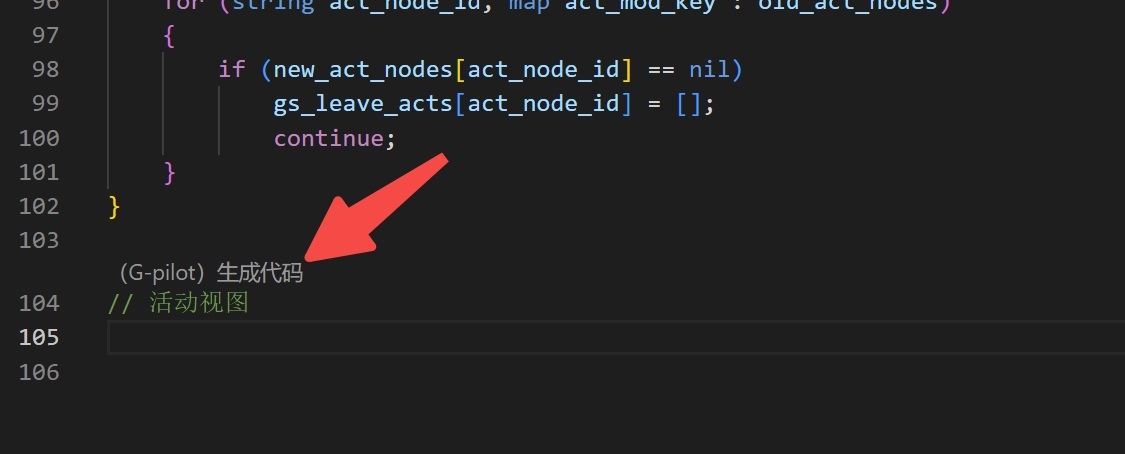 96 for (string act_node_id, map act_mod_key : old_act_nodes)
97 {
98 if (new_act_nodes[act_node_id] == nil)
99 gs_leave_acts[act_node_id] = [];
100 continue;
101 }
102 }
103
(G-pilot) 生成代码
104 // 活动视图
105
106